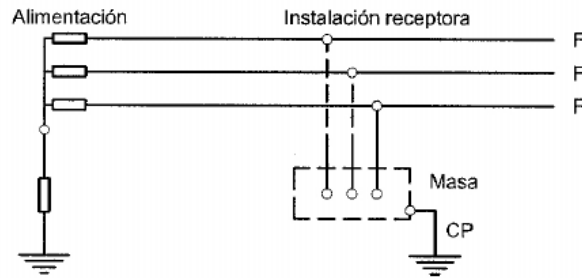 Alimentación
Instalación receptora
F
F
F
Masa
CP